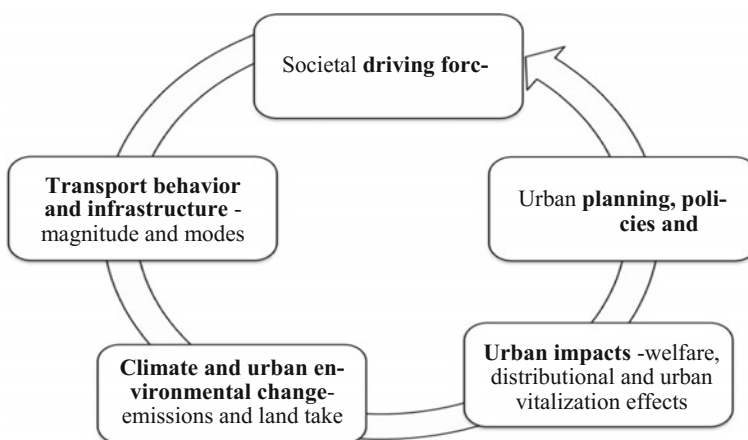 Societal driving forc-
Transport behavior
and infrastructure -
magnitude and modes
Urban planning, poli-
cies and
Climate and urban en-
vironmental change-
emissions and land take
Urban impacts -welfare,
distributional and urban
vitalization effects